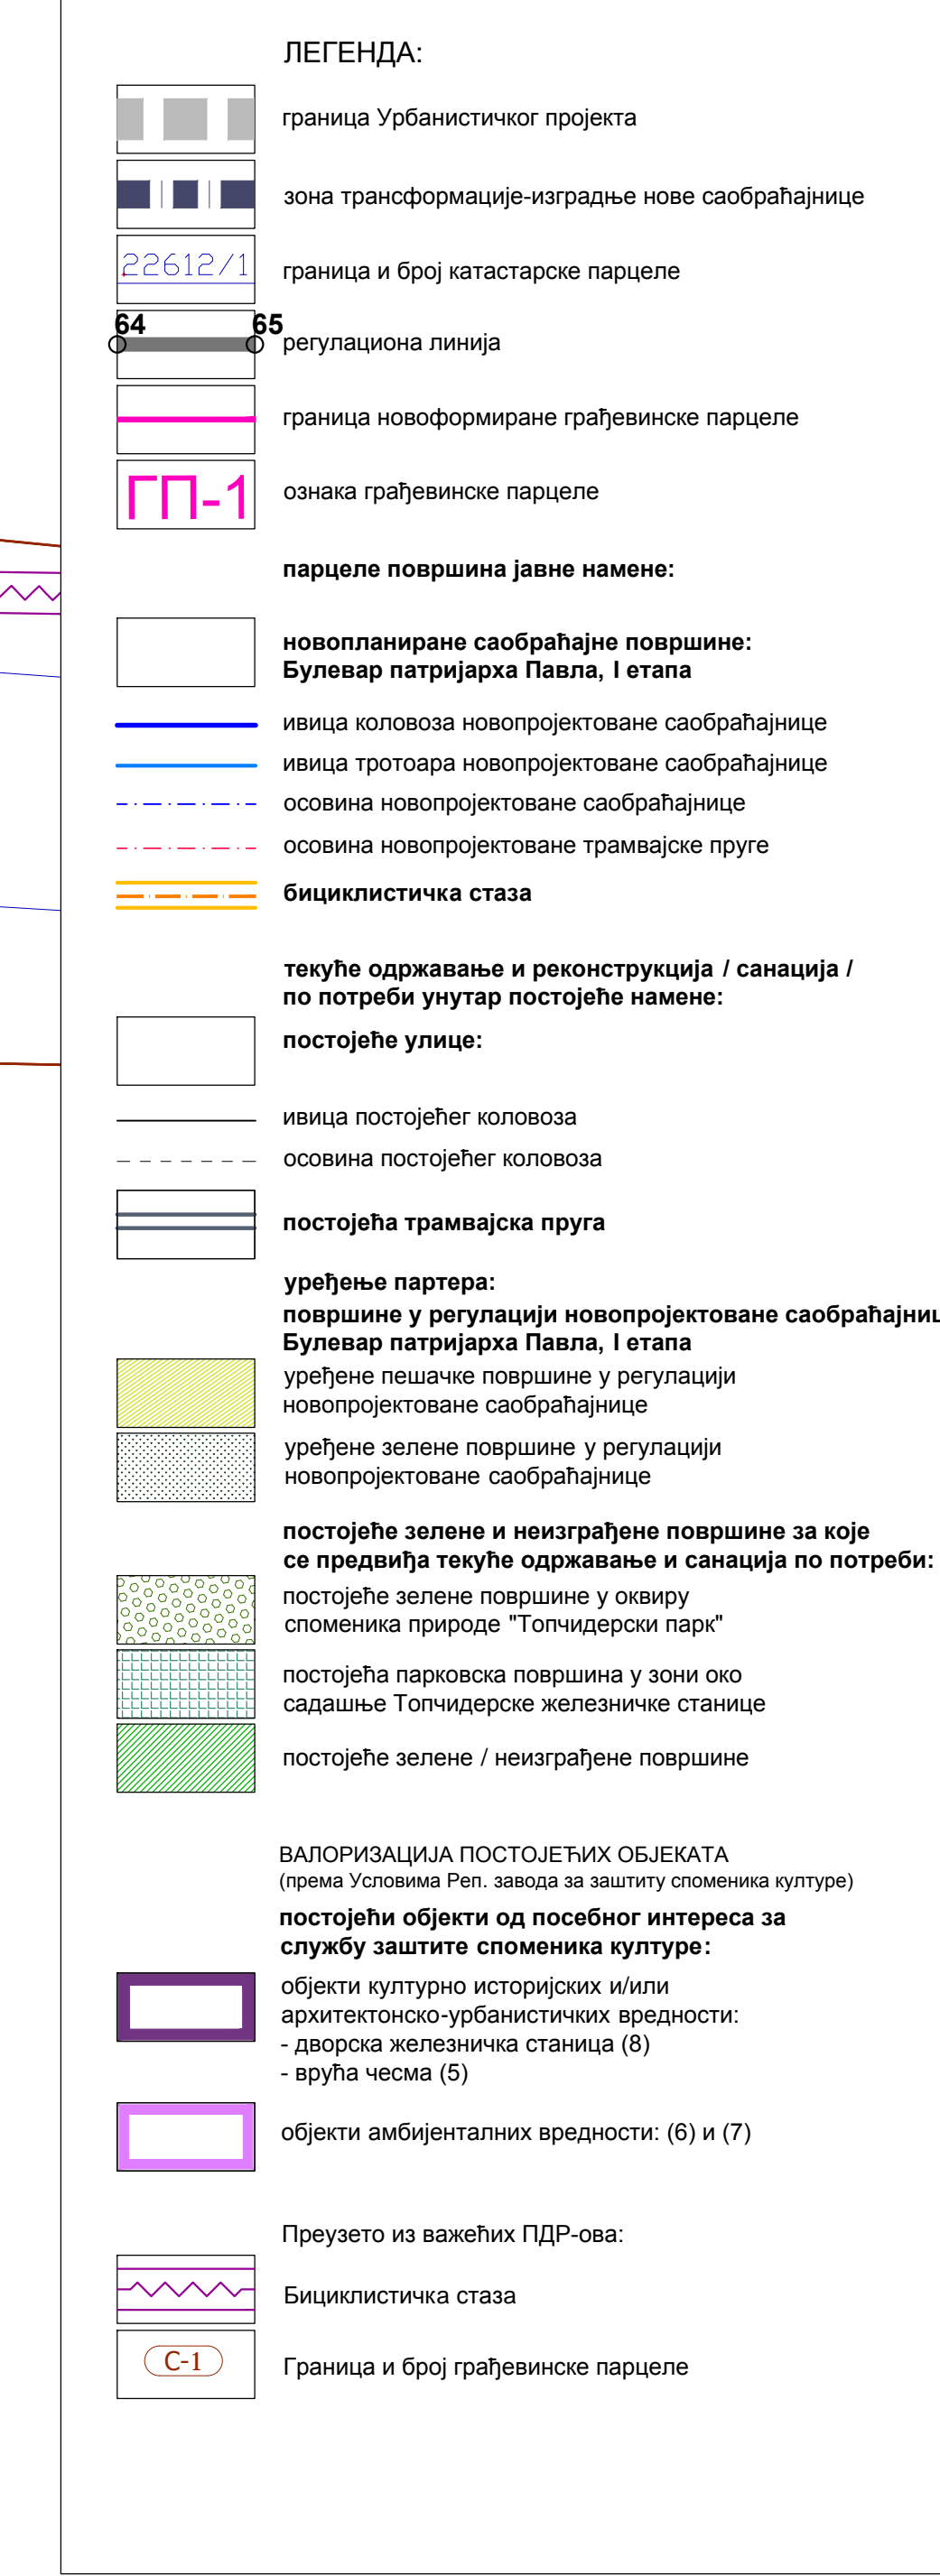 ЛЕГЕНДА:
граница Урбанистичког пројекта
зона трансформације-изградње нове саобраћајнице
22612/1
граница и број катастарске парцеле
64 65
регулациона линија
граница новоформиране грађевинске парцеле
ГП-1
ознака грађевинске парцеле
парцеле површина јавне намене:
новопланиране саобраћајне површине:
Булевар патријарха Павла, I етапа
ивица коловоза новопројектоване саобраћајнице
ивица тротоара новопројектоване саобраћајнице
осовина новопројектоване саобраћајнице
осовина новопројектоване трамвајске пруге
бициклистичка стаза
текуће одржавање и реконструкција / санација /
по потреби унутар постојеће намене:
постојеће улице:
ивица постојећег коловоза
осовина постојећег коловоза
постојећа трамвајска пруга
уређење партера:
површине у регулацији новопројектоване саобраћајниц
Булевар патријарха Павла, I етапа
уређене пешачке површине у регулацији
новопројектоване саобраћајнице
уређене зелене површине у регулацији
новопројектоване саобраћајнице
постојеће зелене и неизграђене површине за које
се предвиђа текуће одржавање и санација по потреби:
постојеће зелене површине у оквиру
споменика природе "Топчидерски парк"
постојећа парковска површина у зони око
садашње Топчидерске железничке станице
постојеће зелене / неизграђене површине
ВАЛОРИЗАЦИЈА ПОСТОЈЕЋИХ ОБЈЕКАТА
(према Условима Реп. завода за заштиту споменика културе)
постојећи објекти од посебног интереса за
службу заштите споменика културе:
објекти културно историјских и/или
архитектонско-урбанистичких вредности:
- дворска железничка станица (8)
- врућа чесма (5)
објекти амбијенталних вредности: (6) и (7)
Преузето из важећих ПДР-ова:
Бициклистичка стаза
С-1
Граница и број грађевинске парцеле